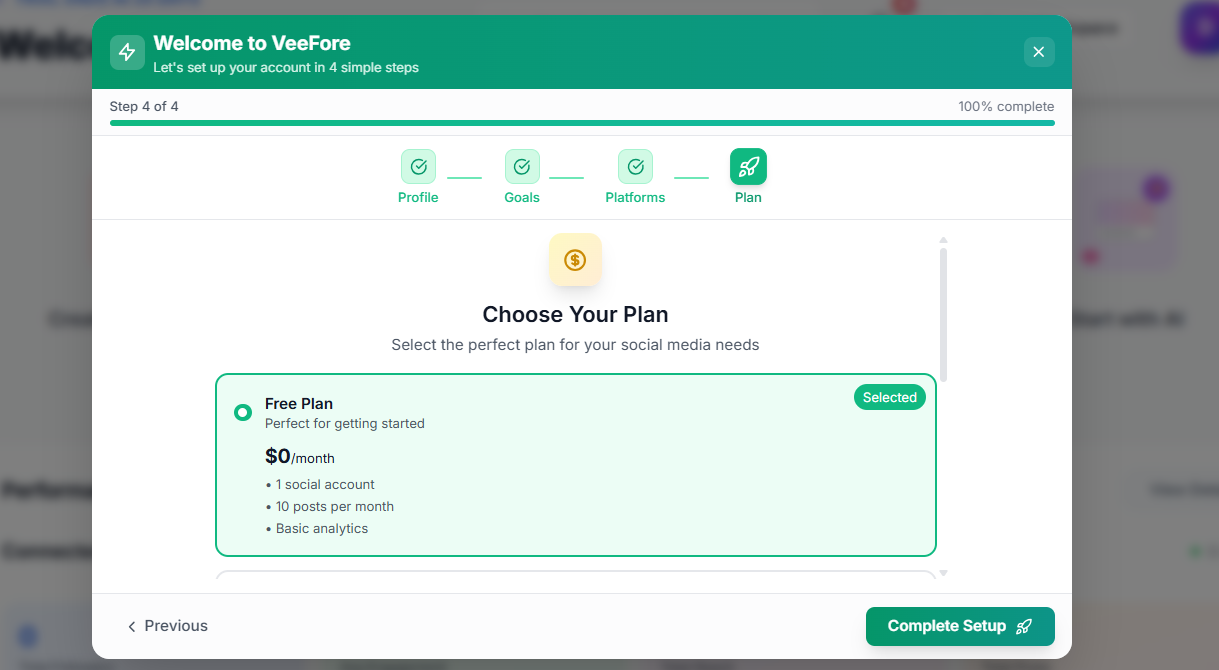 Welcome to VeeFore
Let's set up your account in 4 simple steps
Step 4 of 4
100% complete
Profile
Goals
Platforms
Plan
Choose Your Plan
Select the perfect plan for your social media needs
Free Plan
Selected
Perfect for getting started
$0/month
• 1 social account
• 10 posts per month
• Basic analytics
Previous
Complete Setup